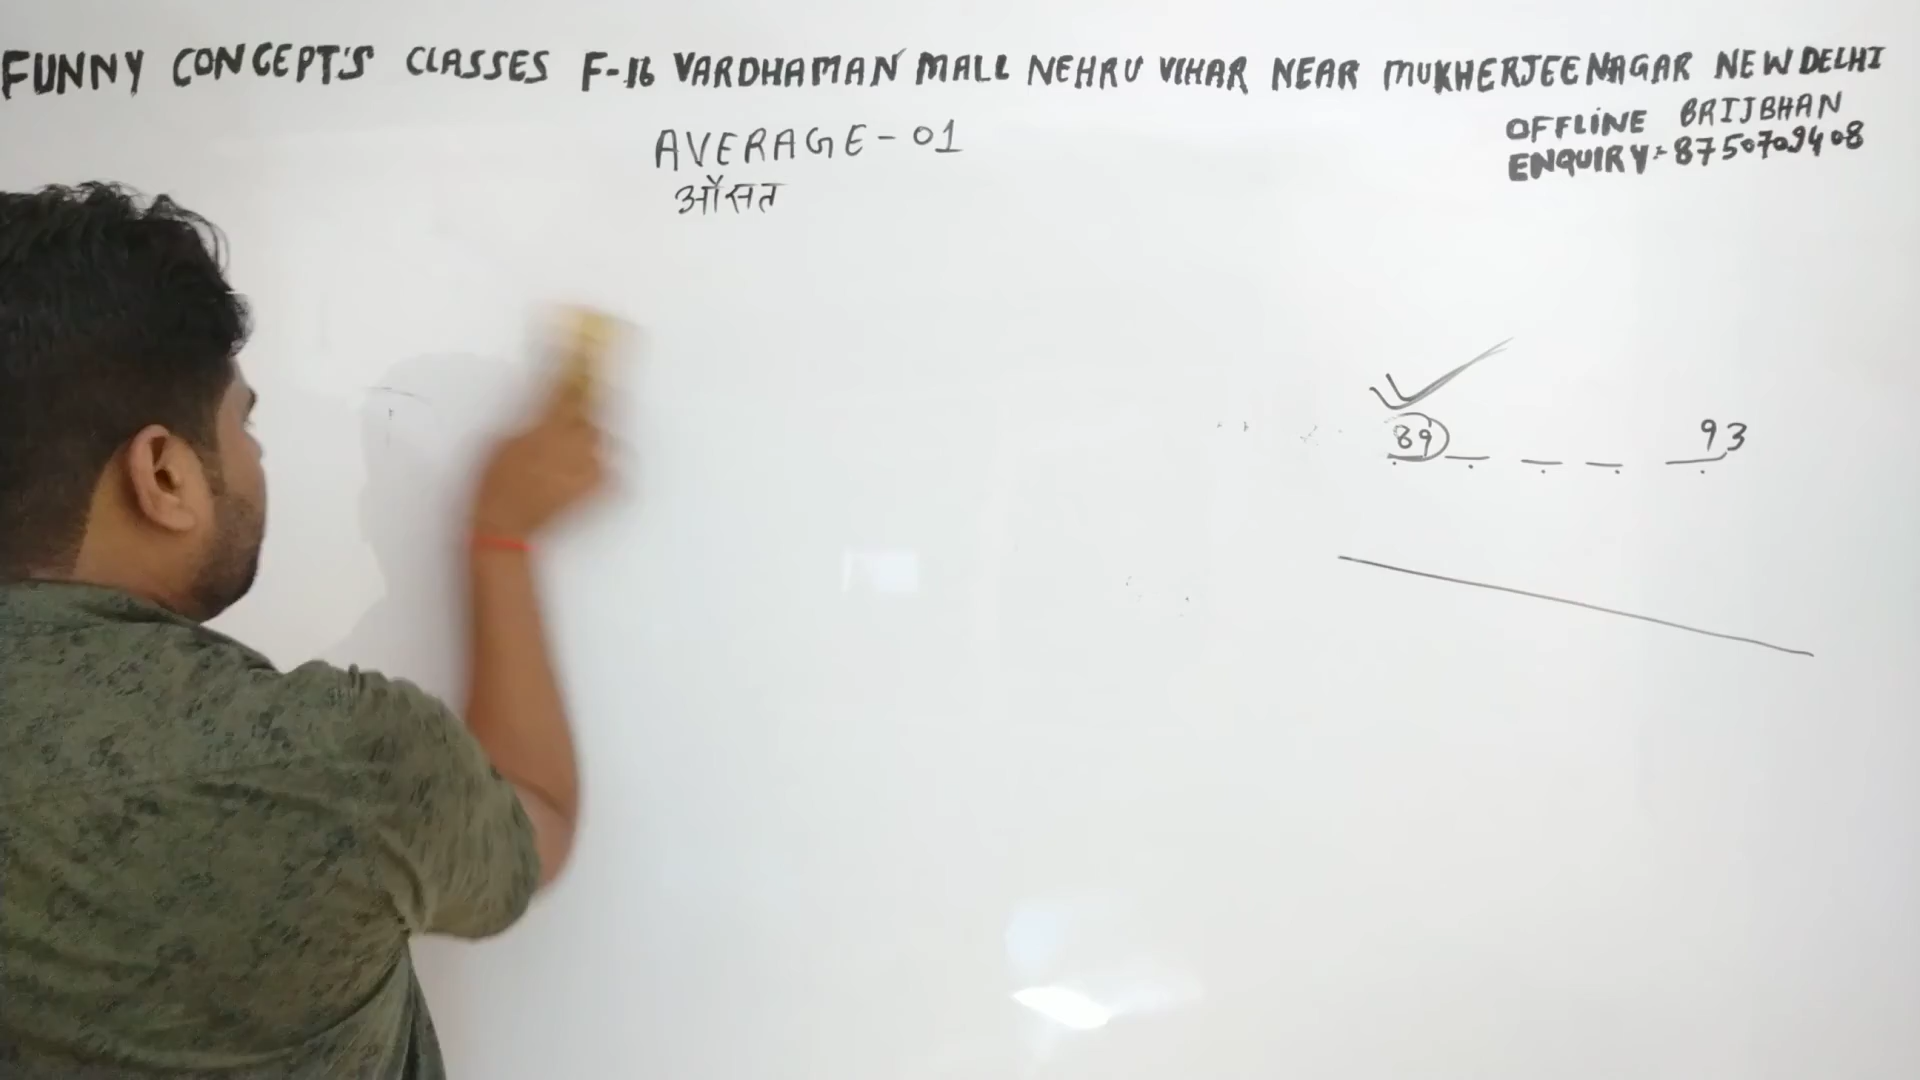 FUNNY CONCEPT'S CLASSES F-16 VARDHAMAN MALL NEHRU VIHAR NEAR MUKHERJEE NAGAR NEW DELHI
OFFLINE BRIJBHAN
ENQUIRY:- 8750709408
AVERAGE-01
औसत
89 93